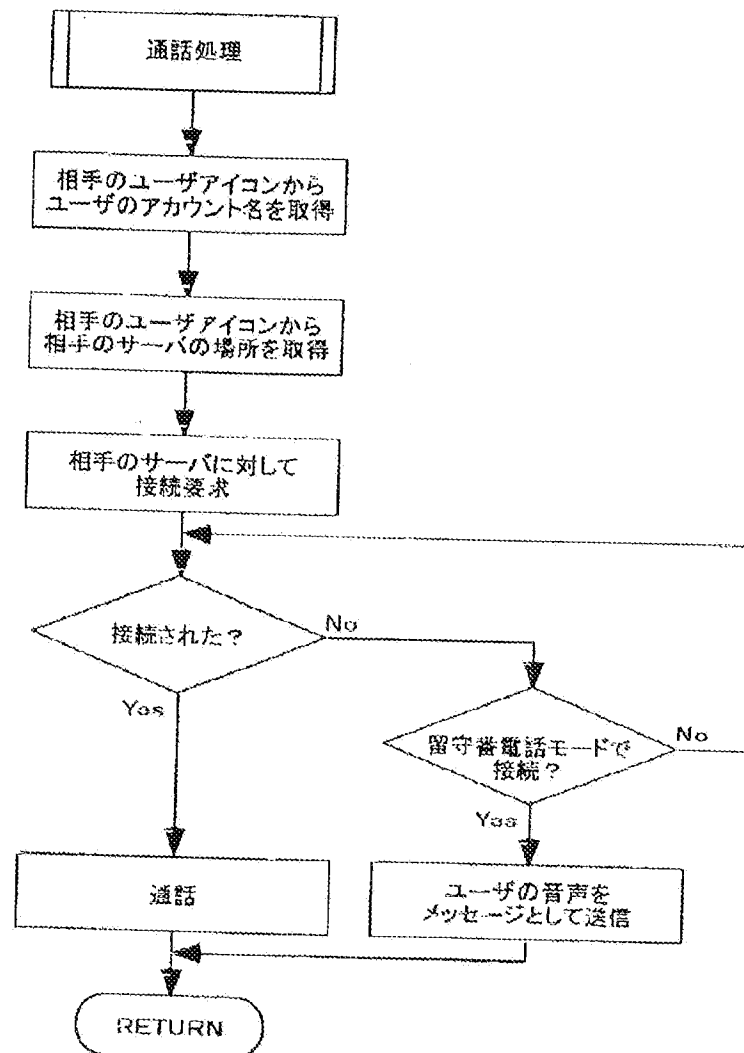 通話処理
相手のユーザアイコンから
ユーザのアカウント名を取得
相手のユーザアイコンから
相手のサーバの場所を取得
相手のサーバに対して
接続要求
接続された？
No
Yes
留守番電話モードで
接続？
No
Yes
通話
ユーザの音声を
メッセージとして送信
RETURN